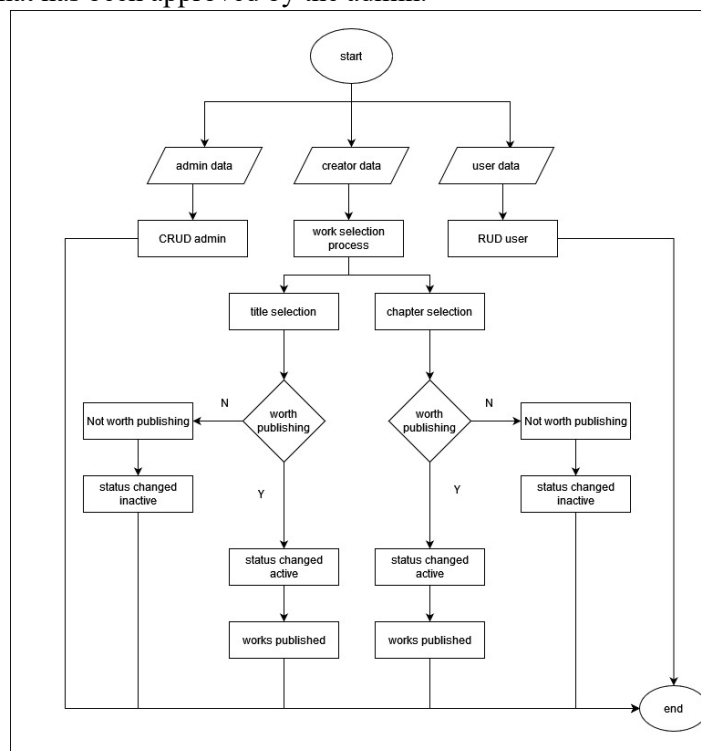 that has been approved by the admin.
start
admin data
creator data
user data
CRUD admin
work selection
process
RUD user
title selection
chapter selection
N
worth
publishing
Not worth publishing
worth
publishing
N
Not worth publishing
status changed
inactive
Y
Y
status changed
inactive
status changed
active
status changed
active
works published
works published
end